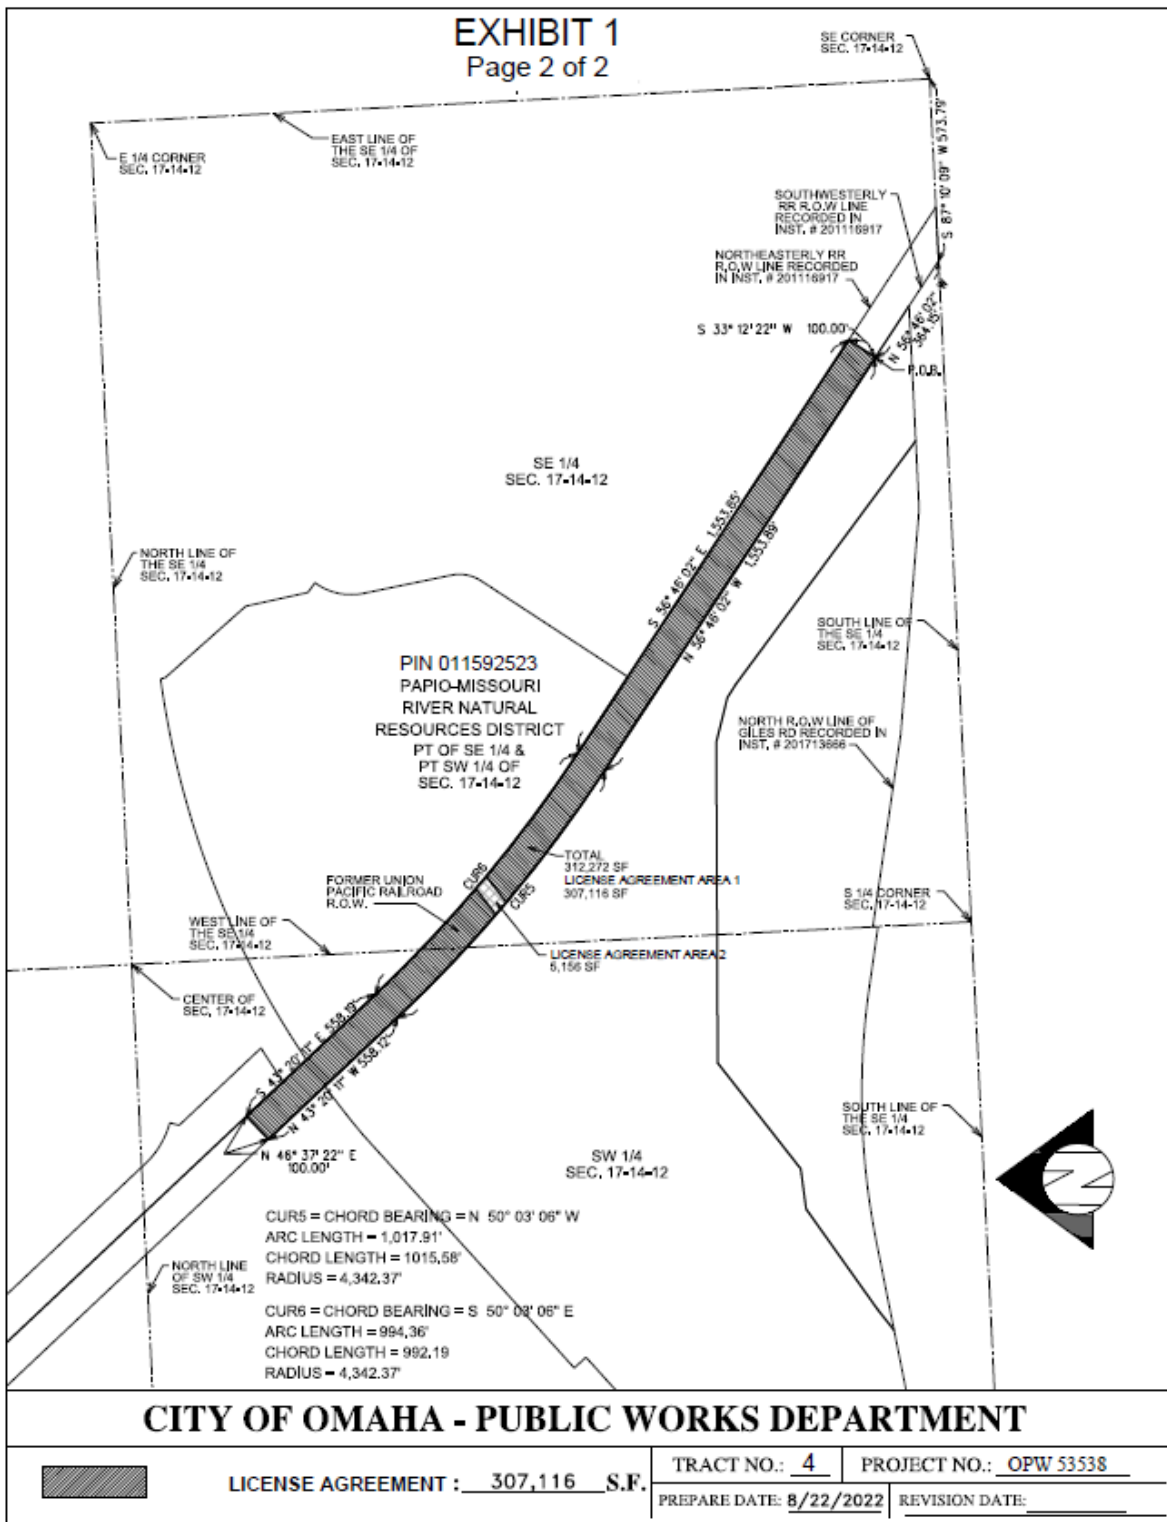 EXHIBIT 1
Page 2 of 2
SE CORNER
SEC. 17-14-12
E 1/4 CORNER
SEC. 17-14-12
EAST LINE OF
THE SE 1/4 OF
SEC. 17-14-12
S 87° 10' 09" W 573.79'
SOUTHWESTERLY
RR R.O.W LINE
RECORDED IN
INST. # 201116917
NORTHEASTERLY RR
R.O.W LINE RECORDED
IN INST. # 201116917
S 33° 12' 22" W 100.00'
N 56° 46' 02" W
364.15'
P.O.B.
SE 1/4
SEC. 17-14-12
S 56° 46' 02" E 1,553.85'
N 56° 46' 02" W 1,553.89'
NORTH LINE OF
THE SE 1/4
SEC. 17-14-12
SOUTH LINE OF
THE SE 1/4
SEC. 17-14-12
PIN 011592523
PAPIO-MISSOURI
RIVER NATURAL
RESOURCES DISTRICT
PT OF SE 1/4 &
PT SW 1/4 OF
SEC. 17-14-12
NORTH R.O.W LINE OF
GILES RD RECORDED IN
INST. # 201713666
TOTAL
312,272 SF
LICENSE AGREEMENT AREA 1
307,116 SF
CUR6
CUR5
FORMER UNION
PACIFIC RAILROAD
R.O.W.
S 1/4 CORNER
SEC. 17-14-12
WEST LINE OF
THE SE 1/4
SEC. 17-14-12
LICENSE AGREEMENT AREA 2
5,156 SF
CENTER OF
SEC. 17-14-12
S 43° 20' 11" E 558.19'
N 43° 20' 11" W 558.12'
SOUTH LINE OF
THE SE 1/4
SEC. 17-14-12
N 46° 37' 22" E
100.00'
SW 1/4
SEC. 17-14-12
N
CUR5 = CHORD BEARING = N 50° 03' 06" W
ARC LENGTH = 1,017.91'
CHORD LENGTH = 1015.58'
RADIUS = 4,342.37'
NORTH LINE
OF SW 1/4
SEC. 17-14-12
CUR6 = CHORD BEARING = S 50° 03' 06" E
ARC LENGTH = 994.36'
CHORD LENGTH = 992.19
RADIUS = 4,342.37'
CITY OF OMAHA - PUBLIC WORKS DEPARTMENT
LICENSE AGREEMENT : 307,116 S.F.
TRACT NO.: 4
PROJECT NO.: OPW 53538
PREPARE DATE: 8/22/2022
REVISION DATE: